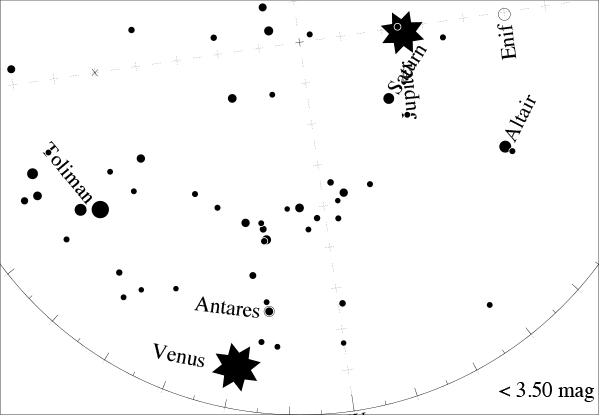 Enif
Saturn
Jupiter
Altair
Toliman
Antares
Venus
< 3.50 mag